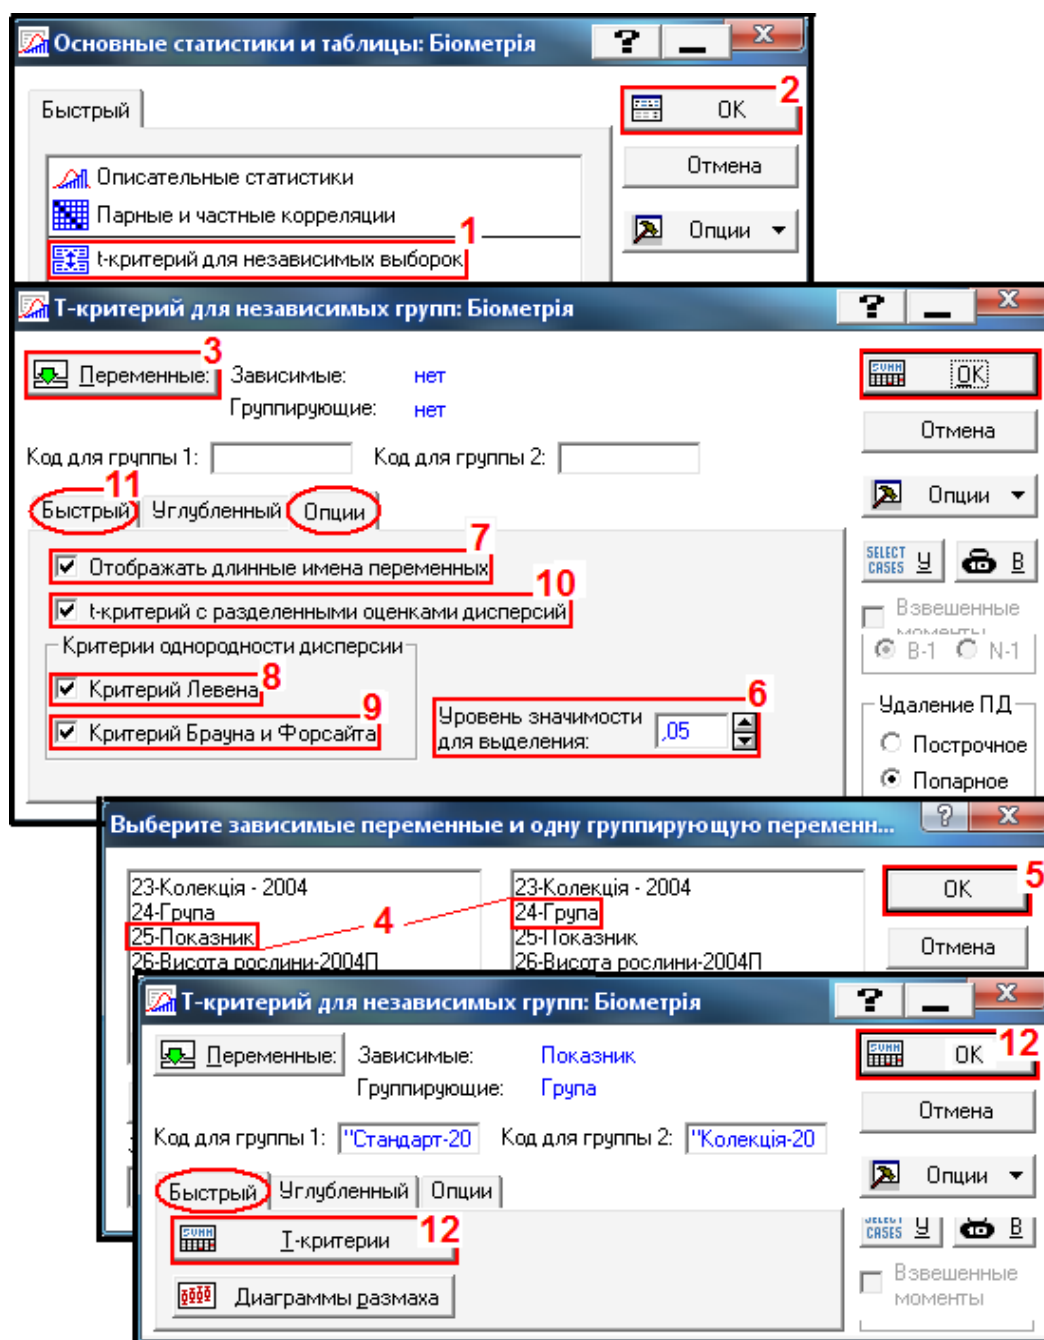 Основные статистики и таблицы: Біометрія
?
x
Быстрый
2
OK
Отмена
Описательные статистики
Парные и частные корреляции
1
Опции
t-критерий для независимых выборок
Т-критерий для независимых групп: Біометрія
?
x
3
Переменные:
Зависимые: нет
Группирующие: нет
SUMM
OK
Отмена
Код для группы 1:
Код для группы 2:
11
Быстрый
Углубленный
Опции
Опции
7
Отображать длинные имена переменных
SELECT CASES У
В
10
t-критерий с разделенными оценками дисперсий
Взвешенные
моменты
Критерии однородности дисперсии
В-1
N-1
8
Критерий Левена
9
Критерий Брауна и Форсайта
6
Уровень значимости
для выделения:
,05
Удаление ПД
Построчное
Попарное
Выберите зависимые переменные и одну группирующую переменн...
?
x
23-Колекція - 2004
24-Група
25-Показник
26-Висота рослини-2004П
4
23-Колекція - 2004
24-Група
25-Показник
26-Висота рослини-2004П
5
OK
Отмена
Т-критерий для независимых групп: Біометрія
?
x
Переменные:
Зависимые: Показник
Группирующие: Група
SUMM
OK
12
Отмена
Код для группы 1: "Стандарт-20
Код для группы 2: "Колекція-20
Быстрый
Углубленный
Опции
Опции
SUMM
Т-критерии
12
SELECT CASES У
В
Диаграммы размаха
Взвешенные
моменты